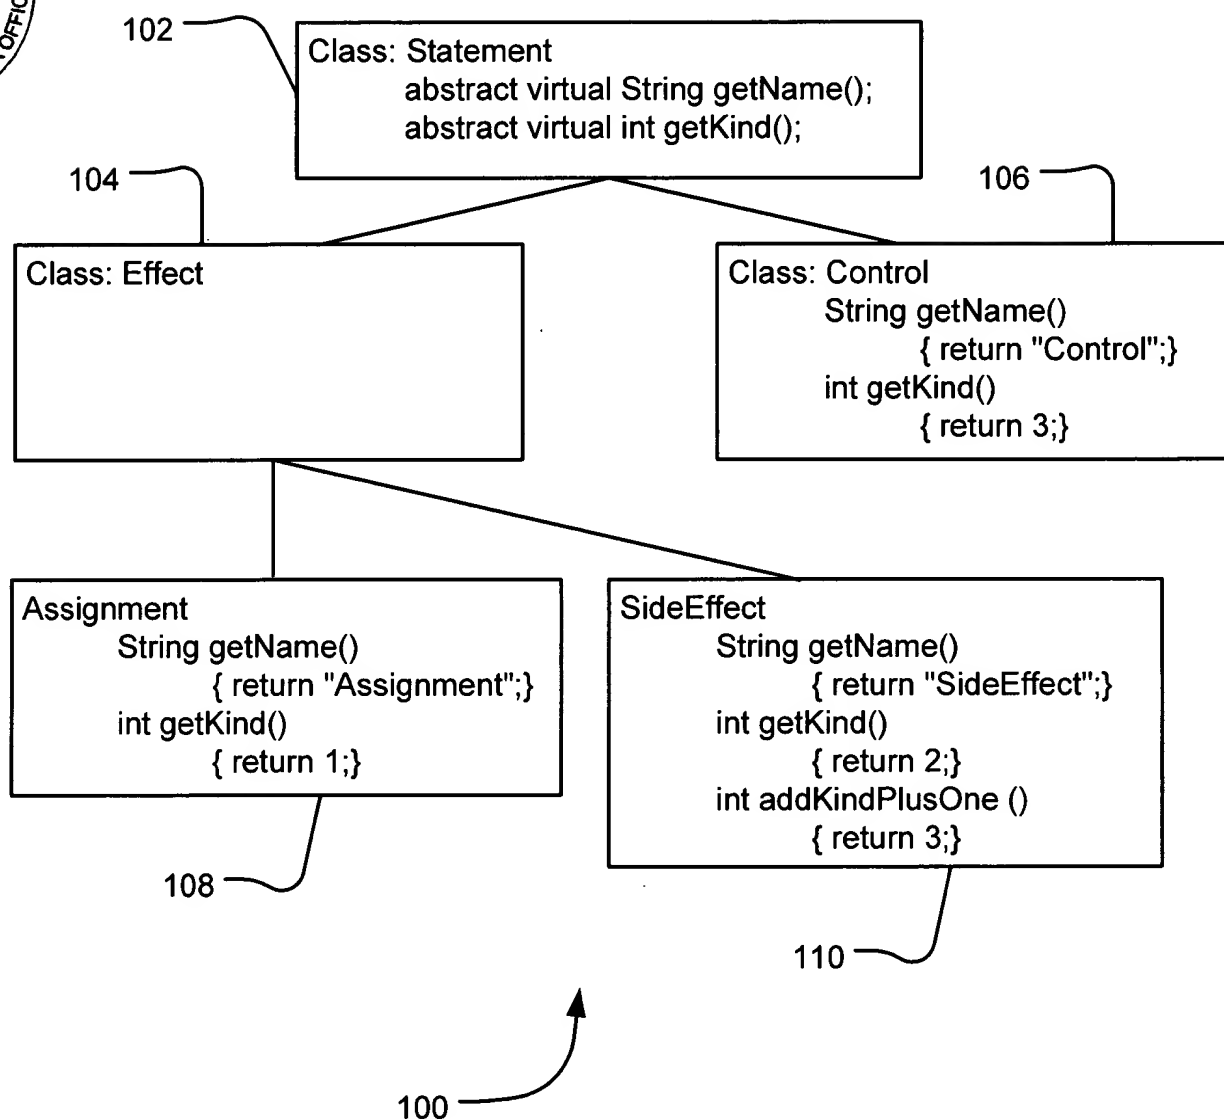 102
Class: Statement
abstract virtual String getName();
abstract virtual int getKind();
104
106
Class: Effect
Class: Control
String getName()
{ return "Control";}
int getKind()
{ return 3;}
Assignment
String getName()
{ return "Assignment";}
int getKind()
{ return 1;}
SideEffect
String getName()
{ return "SideEffect";}
int getKind()
{ return 2;}
int addKindPlusOne ()
{ return 3;}
108
110
100